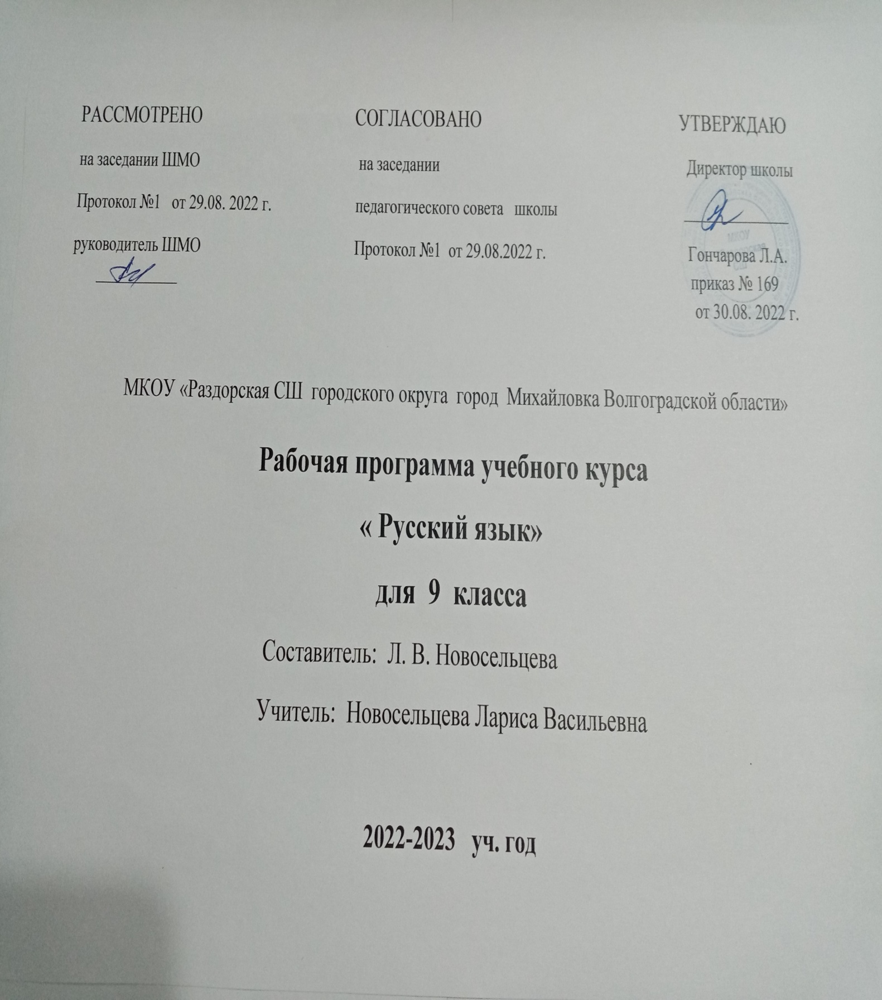 РАССМОТРЕНО
на заседании ШМО
Протокол №1 от 29.08. 2022 г.
руководитель ШМО
СОГЛАСОВАНО
на заседании
педагогического совета школы
Протокол №1 от 29.08.2022 г.
УТВЕРЖДАЮ
Директор школы
МКОУ
Гончарова Л.А.
приказ № 169
от 30.08. 2022 г.
МКОУ «Раздорская СШ городского округа город Михайловка Волгоградской области»
Рабочая программа учебного курса
« Русский язык»
для 9 класса
Составитель: Л. В. Новосельцева
Учитель: Новосельцева Лариса Васильевна
2022-2023 уч. год